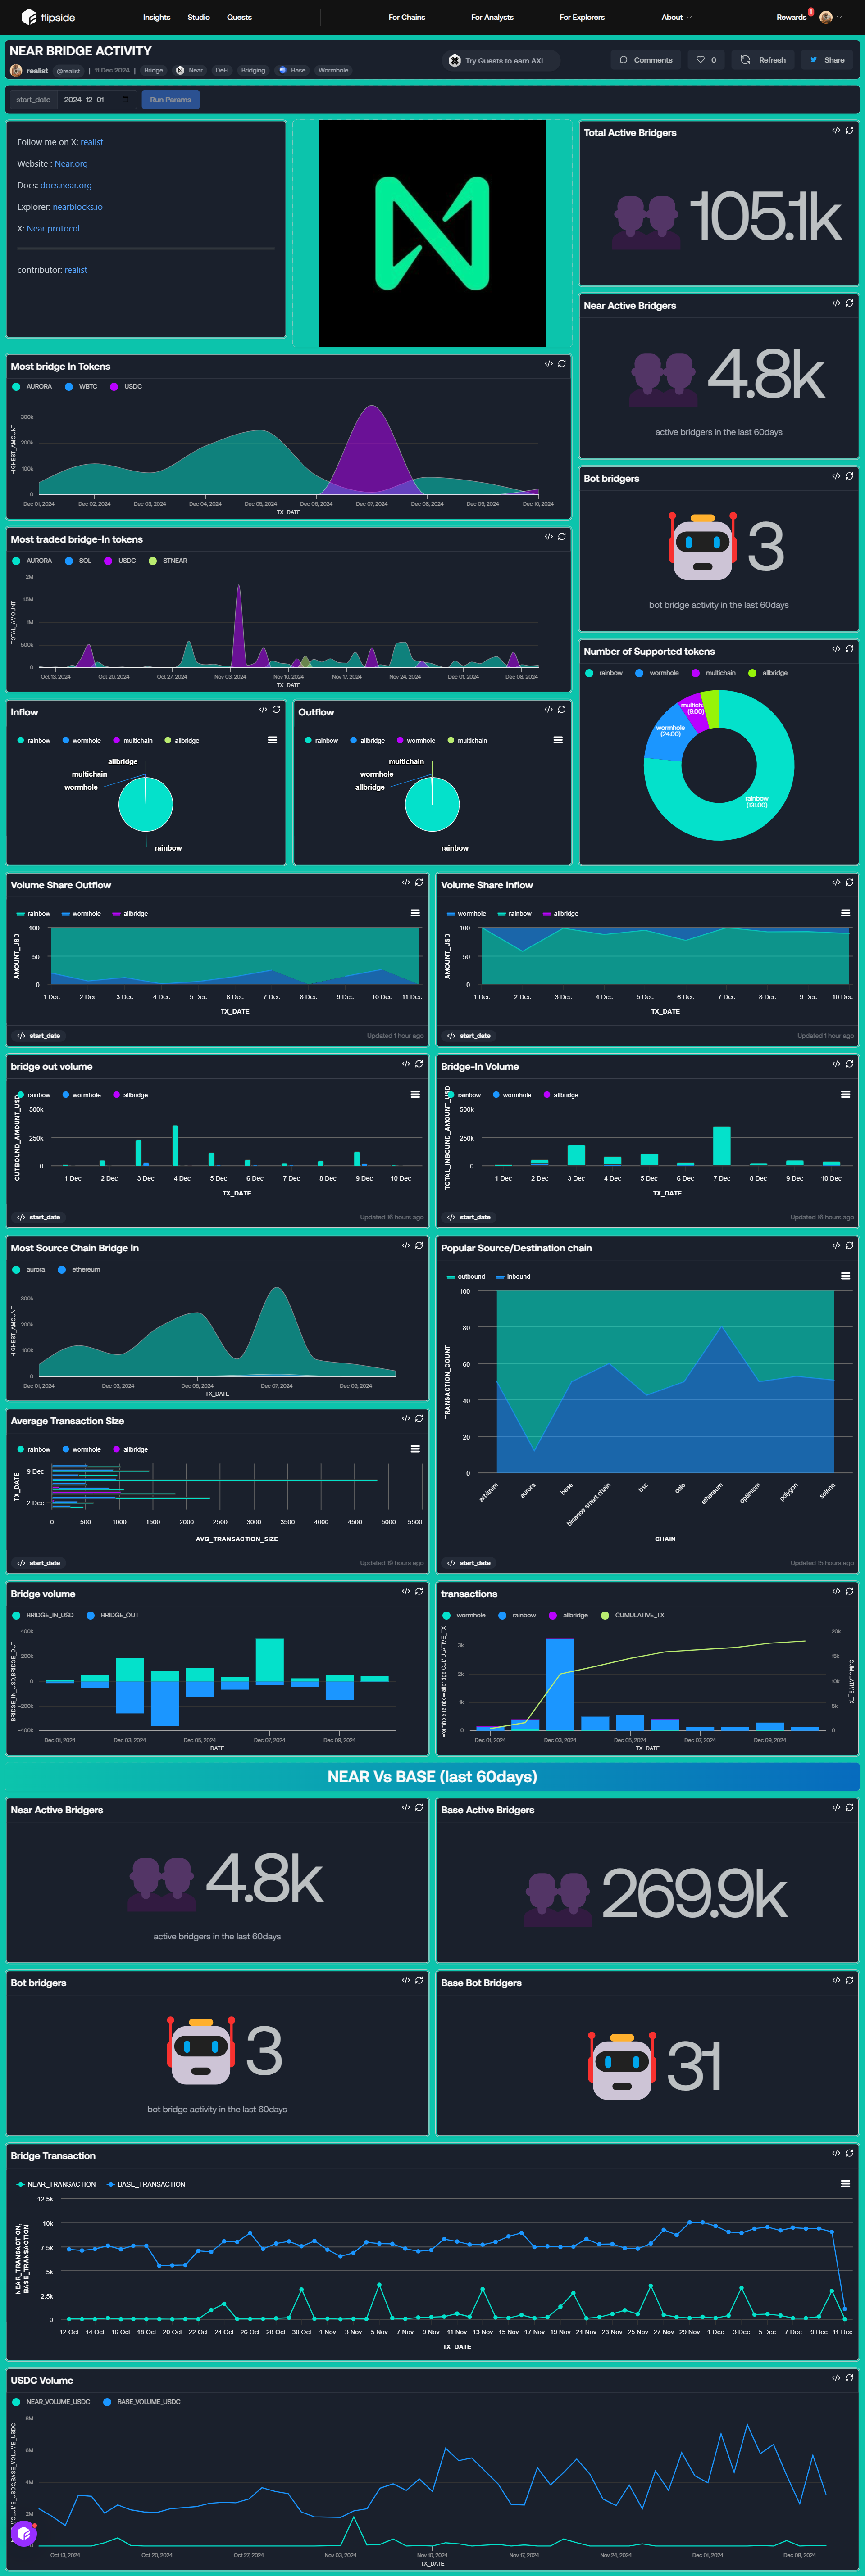 flipside
Insights Studio Quests For Chains For Analysts For Explorers About Rewards 1
NEAR BRIDGE ACTIVITY
realist @realist | 11 Dec 2024 | Bridge Near DeFi Bridging Base Wormhole
Try Quests to earn AXL
Comments 0 Refresh Share
start_date 2024-12-01 Run Params
Follow me on X: realist
Website : Near.org
Docs: docs.near.org
Explorer: nearblocks.io
X: Near protocol
contributor: realist
Total Active Bridgers
105.1k
Near Active Bridgers
4.8k
active bridgers in the last 60days
Most bridge In Tokens
AURORA WBTC USDC
HIGHEST_AMOUNT
300k
200k
100k
0
Dec 01, 2024 Dec 02, 2024 Dec 03, 2024 Dec 04, 2024 Dec 05, 2024 Dec 06, 2024 Dec 07, 2024 Dec 08, 2024 Dec 09, 2024 Dec 10, 2024
TX_DATE
Bot bridgers
3
bot bridge activity in the last 60days
Most traded bridge-In tokens
AURORA SOL USDC STNEAR
TOTAL_AMOUNT
2M
1.5M
1M
500k
0
Oct 13, 2024 Oct 20, 2024 Oct 27, 2024 Nov 03, 2024 Nov 10, 2024 Nov 17, 2024 Nov 24, 2024 Dec 01, 2024 Dec 08, 2024
TX_DATE
Number of Supported tokens
rainbow wormhole multichain allbridge
multich
(9.00)
wormhole
(24.00)
rainbow
(131.00)
Inflow
rainbow wormhole multichain allbridge
allbridge
multichain
wormhole
rainbow
Outflow
rainbow allbridge wormhole multichain
multichain
wormhole
allbridge
rainbow
Volume Share Outflow
rainbow wormhole allbridge
AMOUNT_USD
100
50
0
1 Dec 2 Dec 3 Dec 4 Dec 5 Dec 6 Dec 7 Dec 8 Dec 9 Dec 10 Dec 11 Dec
TX_DATE
start_date Updated 1 hour ago
Volume Share Inflow
wormhole rainbow allbridge
AMOUNT_USD
100
50
0
1 Dec 2 Dec 3 Dec 4 Dec 5 Dec 6 Dec 7 Dec 8 Dec 9 Dec 10 Dec
TX_DATE
start_date Updated 1 hour ago
bridge out volume
rainbow wormhole allbridge
OUTBOUND_AMOUNT_USD
500k
250k
0
1 Dec 2 Dec 3 Dec 4 Dec 5 Dec 6 Dec 7 Dec 8 Dec 9 Dec 10 Dec
TX_DATE
start_date Updated 16 hours ago
Bridge-In Volume
rainbow wormhole allbridge
TOTAL_INBOUND_AMOUNT_USD
500k
250k
0
1 Dec 2 Dec 3 Dec 4 Dec 5 Dec 6 Dec 7 Dec 8 Dec 9 Dec 10 Dec
TX_DATE
start_date Updated 16 hours ago
Most Source Chain Bridge In
aurora ethereum
HIGHEST_AMOUNT
300k
200k
100k
0
Dec 01, 2024 Dec 03, 2024 Dec 05, 2024 Dec 07, 2024 Dec 09, 2024
TX_DATE
Popular Source/Destination chain
outbound inbound
TRANSACTION_COUNT
100
80
60
40
20
0
arbitrum aurora base binance smart chain bsc celo ethereum optimism polygon solana
CHAIN
start_date Updated 15 hours ago
Average Transaction Size
rainbow wormhole allbridge
TX_DATE
9 Dec
2 Dec
0 500 1000 1500 2000 2500 3000 3500 4000 4500 5000 5500
AVG_TRANSACTION_SIZE
start_date Updated 19 hours ago
Bridge volume
BRIDGE_IN_USD BRIDGE_OUT
BRIDGE_IN_USD,BRIDGE_OUT
400k
200k
0
-200k
-400k
Dec 01, 2024 Dec 03, 2024 Dec 05, 2024 Dec 07, 2024 Dec 09, 2024
DATE
transactions
wormhole rainbow allbridge CUMULATIVE_TX
wormhole,rainbow,allbridge,CUMULATIVE_TX
3k
2k
1k
0
20k
15k
10k
5k
0
CUMULATIVE_TX
Dec 01, 2024 Dec 03, 2024 Dec 05, 2024 Dec 07, 2024 Dec 09, 2024
TX_DATE
NEAR Vs BASE (last 60days)
Near Active Bridgers
4.8k
active bridgers in the last 60days
Base Active Bridgers
269.9k
Bot bridgers
3
bot bridge activity in the last 60days
Base Bot Bridgers
31
Bridge Transaction
NEAR_TRANSACTION BASE_TRANSACTION
NEAR_TRANSACTION,
BASE_TRANSACTION
12.5k
10k
7.5k
5k
2.5k
0
12 Oct 14 Oct 16 Oct 18 Oct 20 Oct 22 Oct 24 Oct 26 Oct 28 Oct 30 Oct 1 Nov 3 Nov 5 Nov 7 Nov 9 Nov 11 Nov 13 Nov 15 Nov 17 Nov 19 Nov 21 Nov 23 Nov 25 Nov 27 Nov 29 Nov 1 Dec 3 Dec 5 Dec 7 Dec 9 Dec 11 Dec
TX_DATE
USDC Volume
NEAR_VOLUME_USDC BASE_VOLUME_USDC
VOLUME_USDC,BASE_VOLUME_USDC
8M
6M
4M
2M
0
Oct 13, 2024 Oct 20, 2024 Oct 27, 2024 Nov 03, 2024 Nov 10, 2024 Nov 17, 2024 Nov 24, 2024 Dec 01, 2024 Dec 08, 2024
TX_DATE